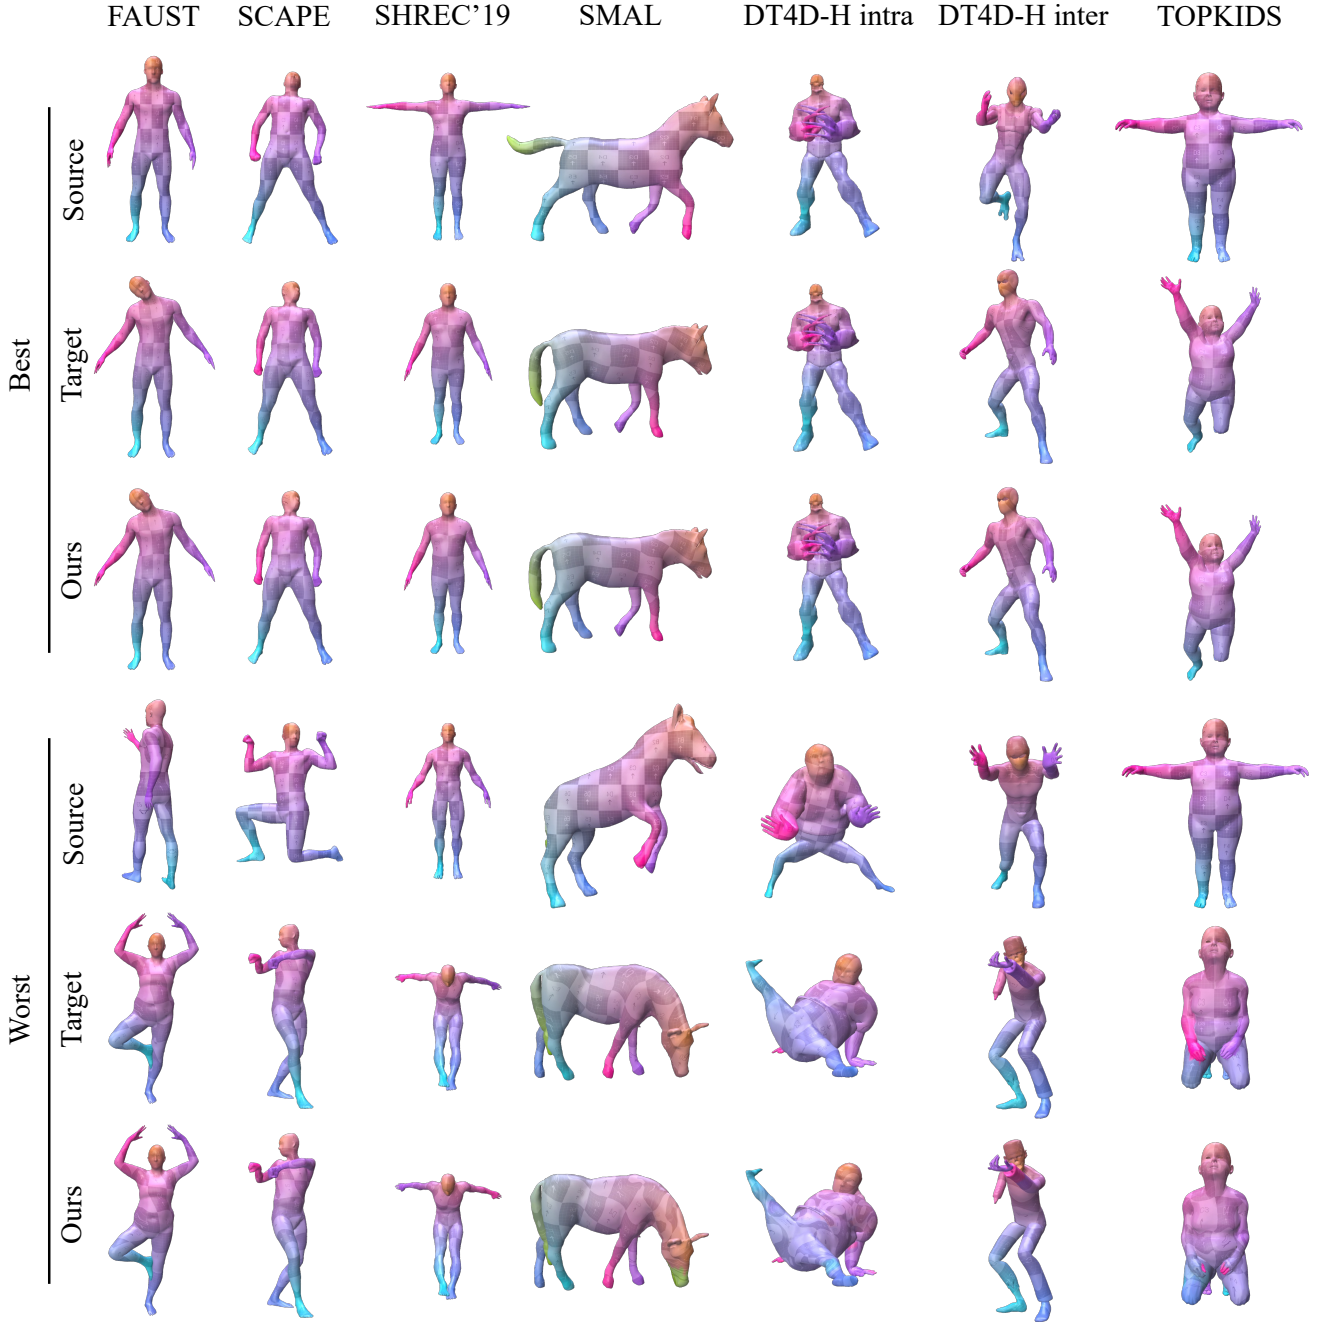 FAUST SCAPE SHREC'19 SMAL DT4D-H intra DT4D-H inter TOPKIDS
Best
Source
Target
Ours
Worst
Source
Target
Ours